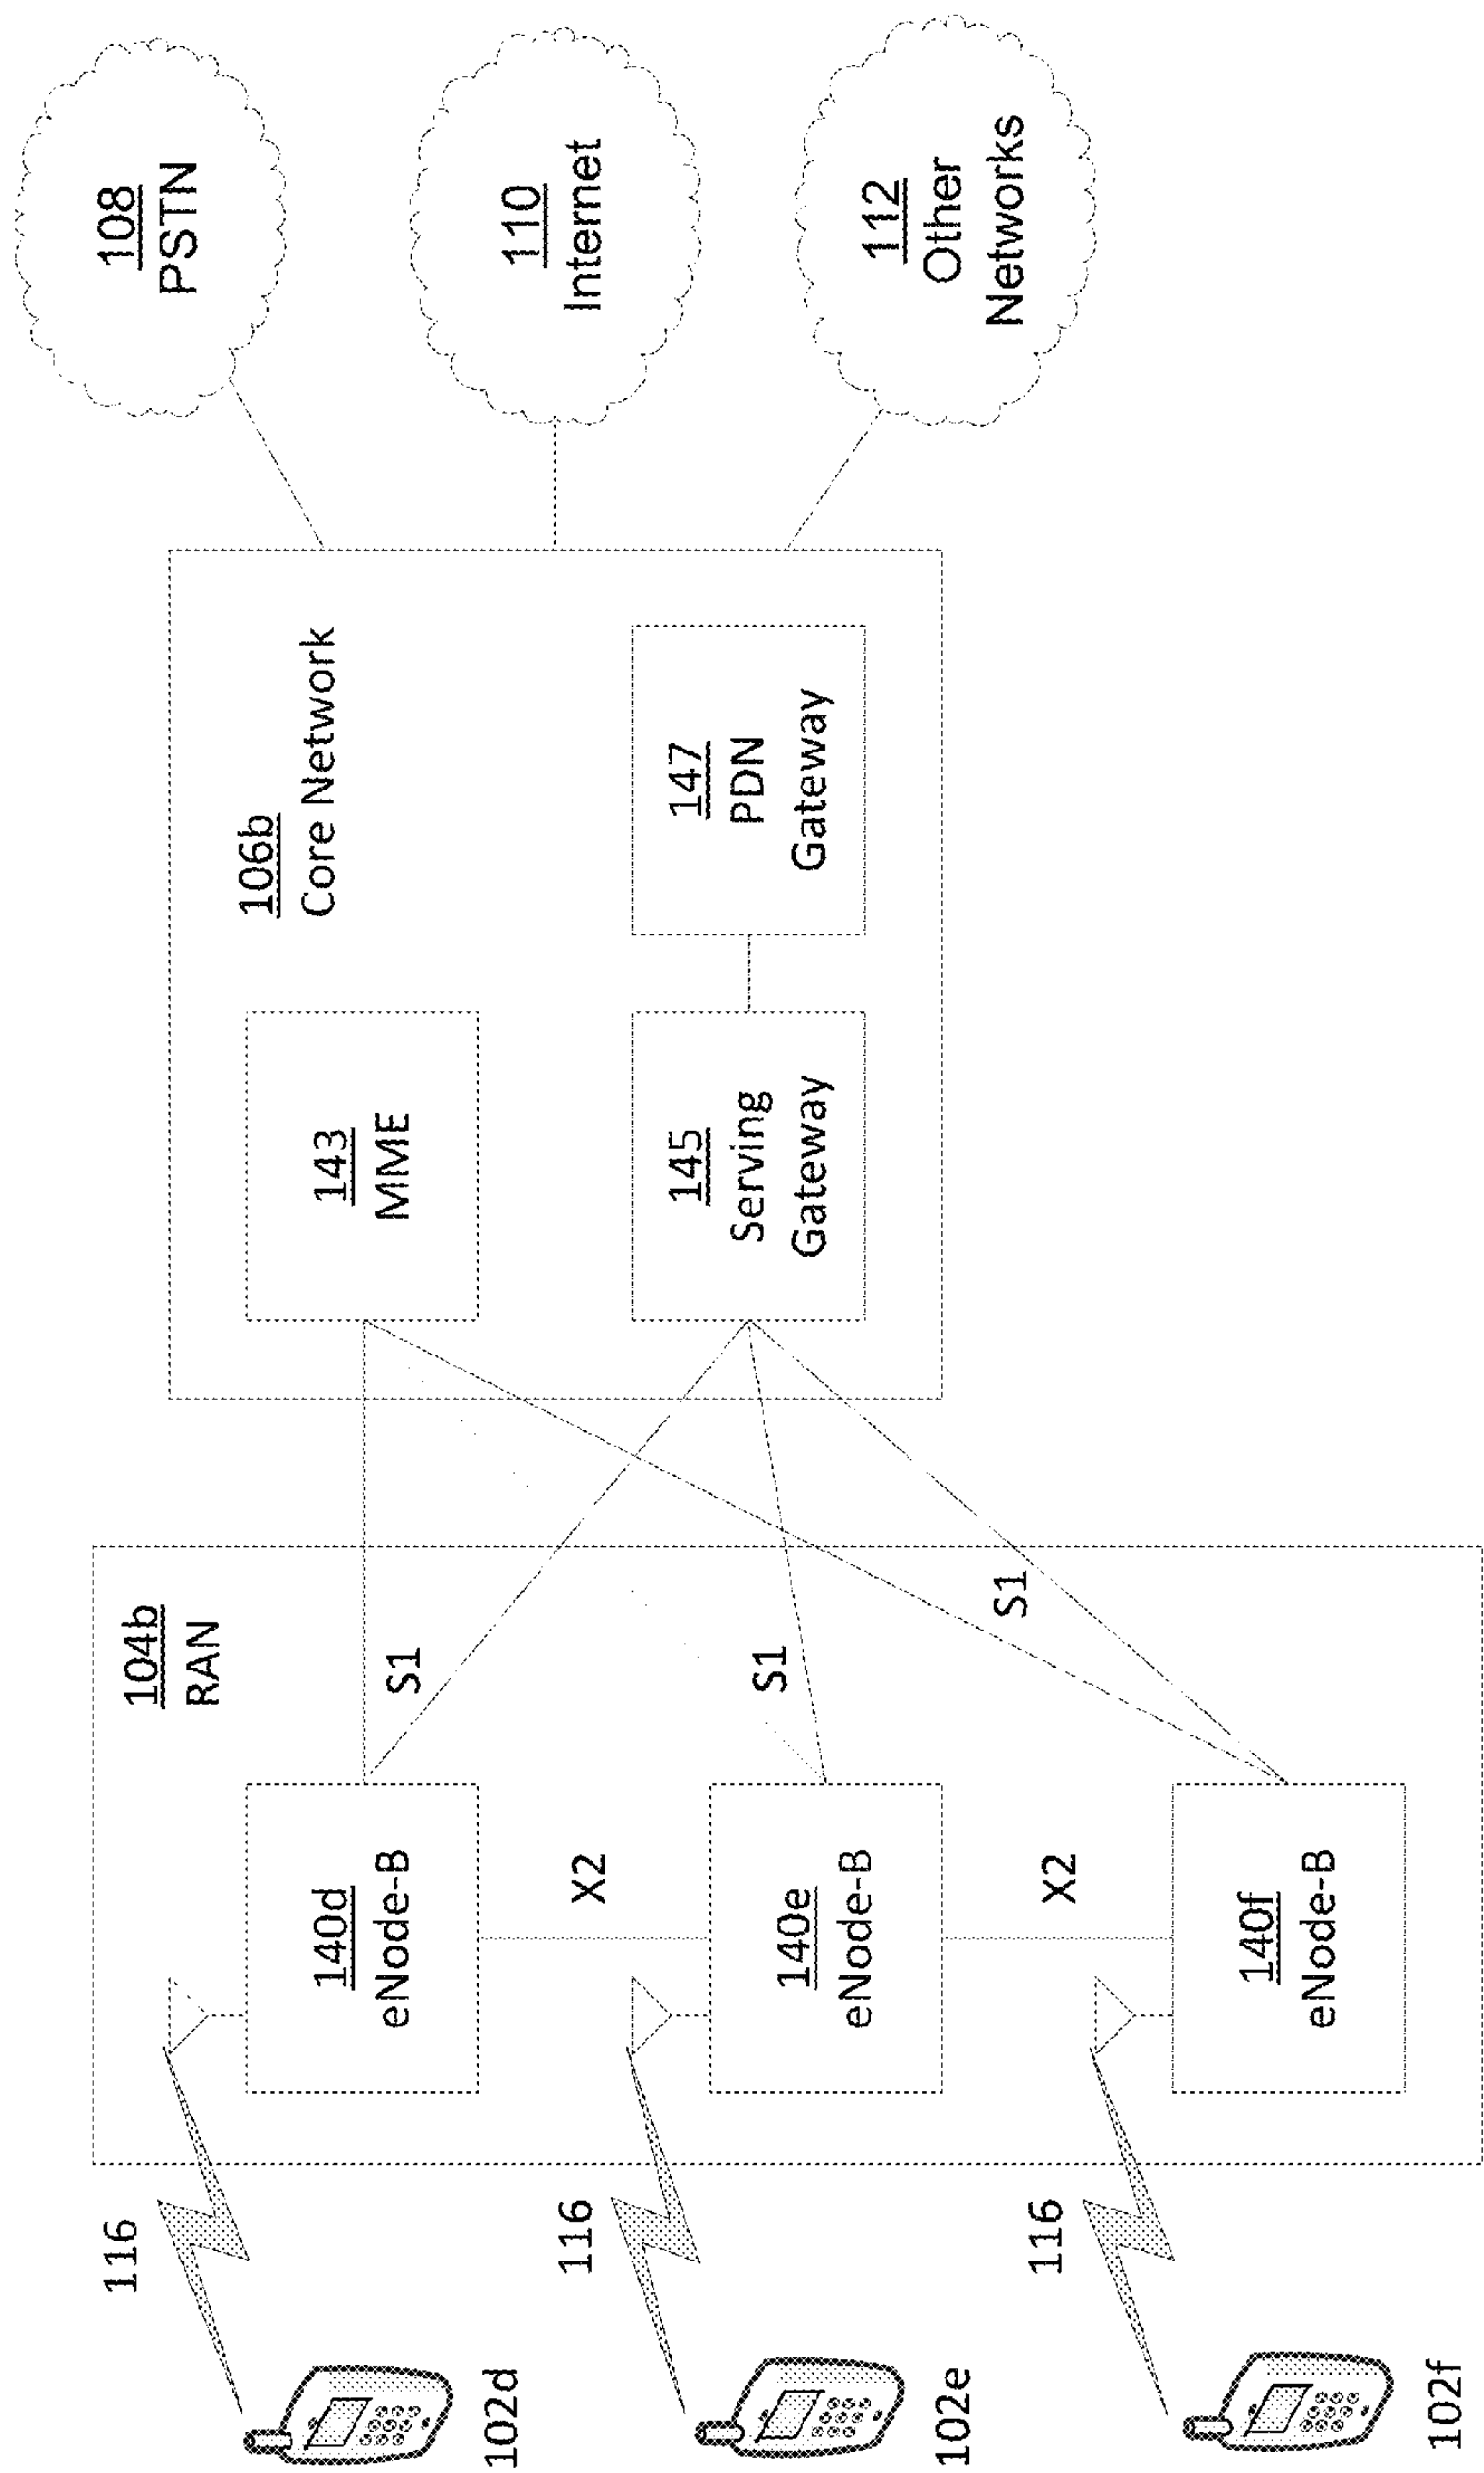 104b
RAN
106b
Core Network
108
PSTN
116
140d
eNode-B
S1
143
MME
102d
X2
110
Internet
116
140e
eNode-B
S1
145
Serving
Gateway
147
PDN
Gateway
102e
X2
S1
112
Other
Networks
116
140f
eNode-B
102f